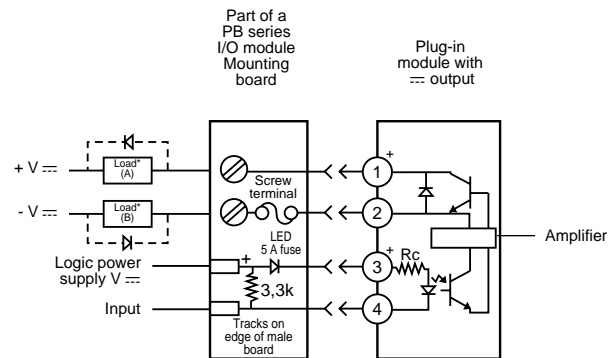 Part of a
PB series
I/O module
Mounting
board
Plug-in
module with
⎓ output
+ V ⎓
Load*
(A)
+
1
Screw
terminal
- V ⎓
Load*
(B)
2
Amplifier
LED
5 A fuse
Logic power
supply V ⎓
+
+
3
Rc
3,3k
Input
4
Tracks on
edge of male
board